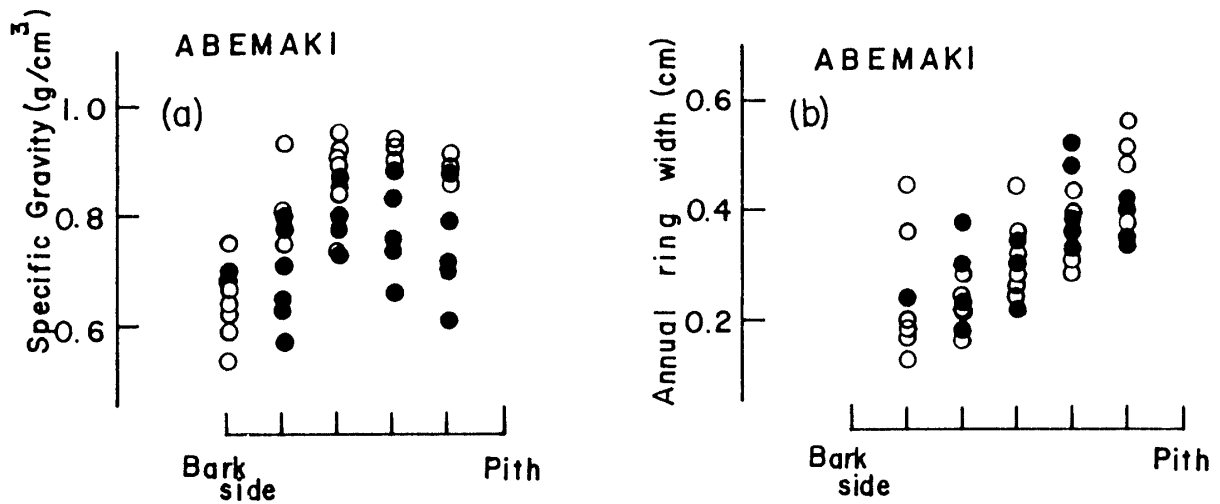 ABEMAKI
(a)
Specific Gravity (g/cm³)
1.0
0.8
0.6
Bark side
Pith
ABEMAKI
(b)
Annual ring width (cm)
0.6
0.4
0.2
Bark side
Pith